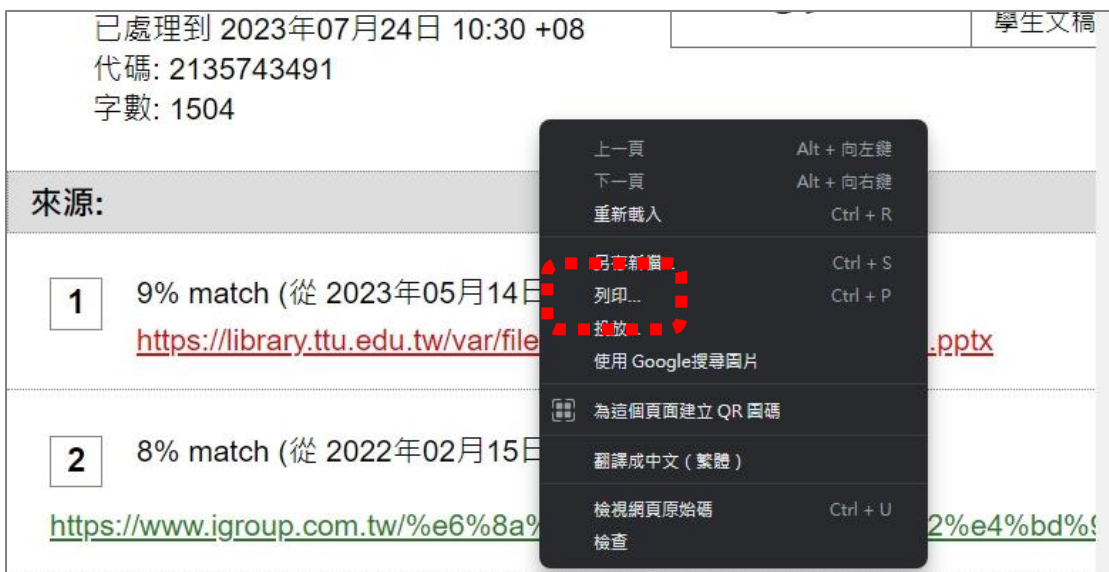 已處理到 2023年07月24日 10:30 +08
學生文稿
代碼: 2135743491
字數: 1504
來源:
1
9% match (從 2023年05月14日
https://library.ttu.edu.tw/var/file
.pptx
2
8% match (從 2022年02月15日
https://www.igroup.com.tw/%e6%8a%
2%e4%bd%9
上一頁 Alt + 向左鍵
下一頁 Alt + 向右鍵
重新載入 Ctrl + R
另存新檔... Ctrl + S
列印... Ctrl + P
投放...
使用 Google搜尋圖片
為這個頁面建立 QR 圖碼
翻譯成中文 ( 繁體 )
檢視網頁原始碼 Ctrl + U
檢查